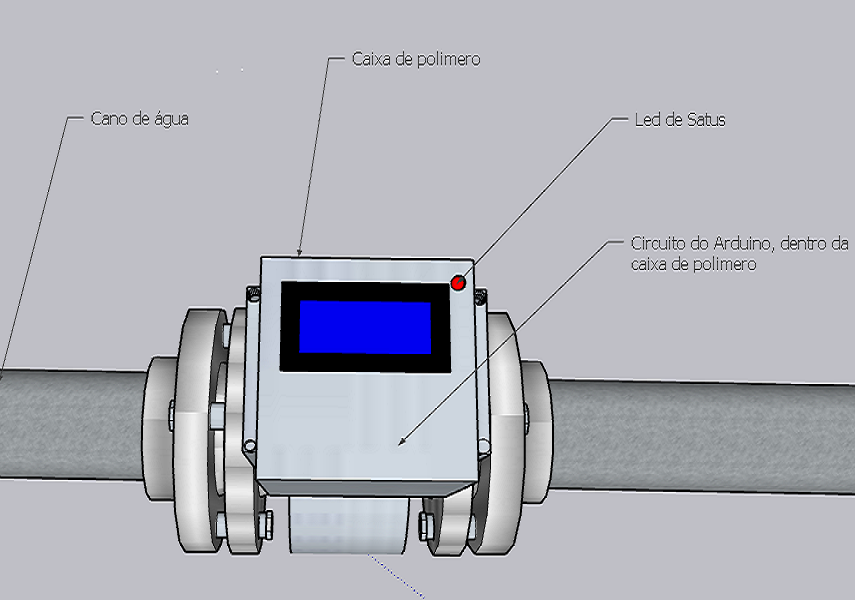 Caixa de polimero
Cano de água
Led de Satus
Circuito do Arduino, dentro da
caixa de polimero